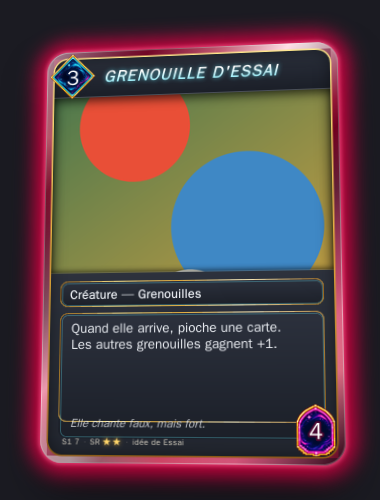 3
GRENOUILLE D'ESSAI
Créature — Grenouilles
Quand elle arrive, pioche une carte.
Les autres grenouilles gagnent +1.
Elle chante faux, mais fort.
S1 7 · SR ★★ · idée de Essai
4